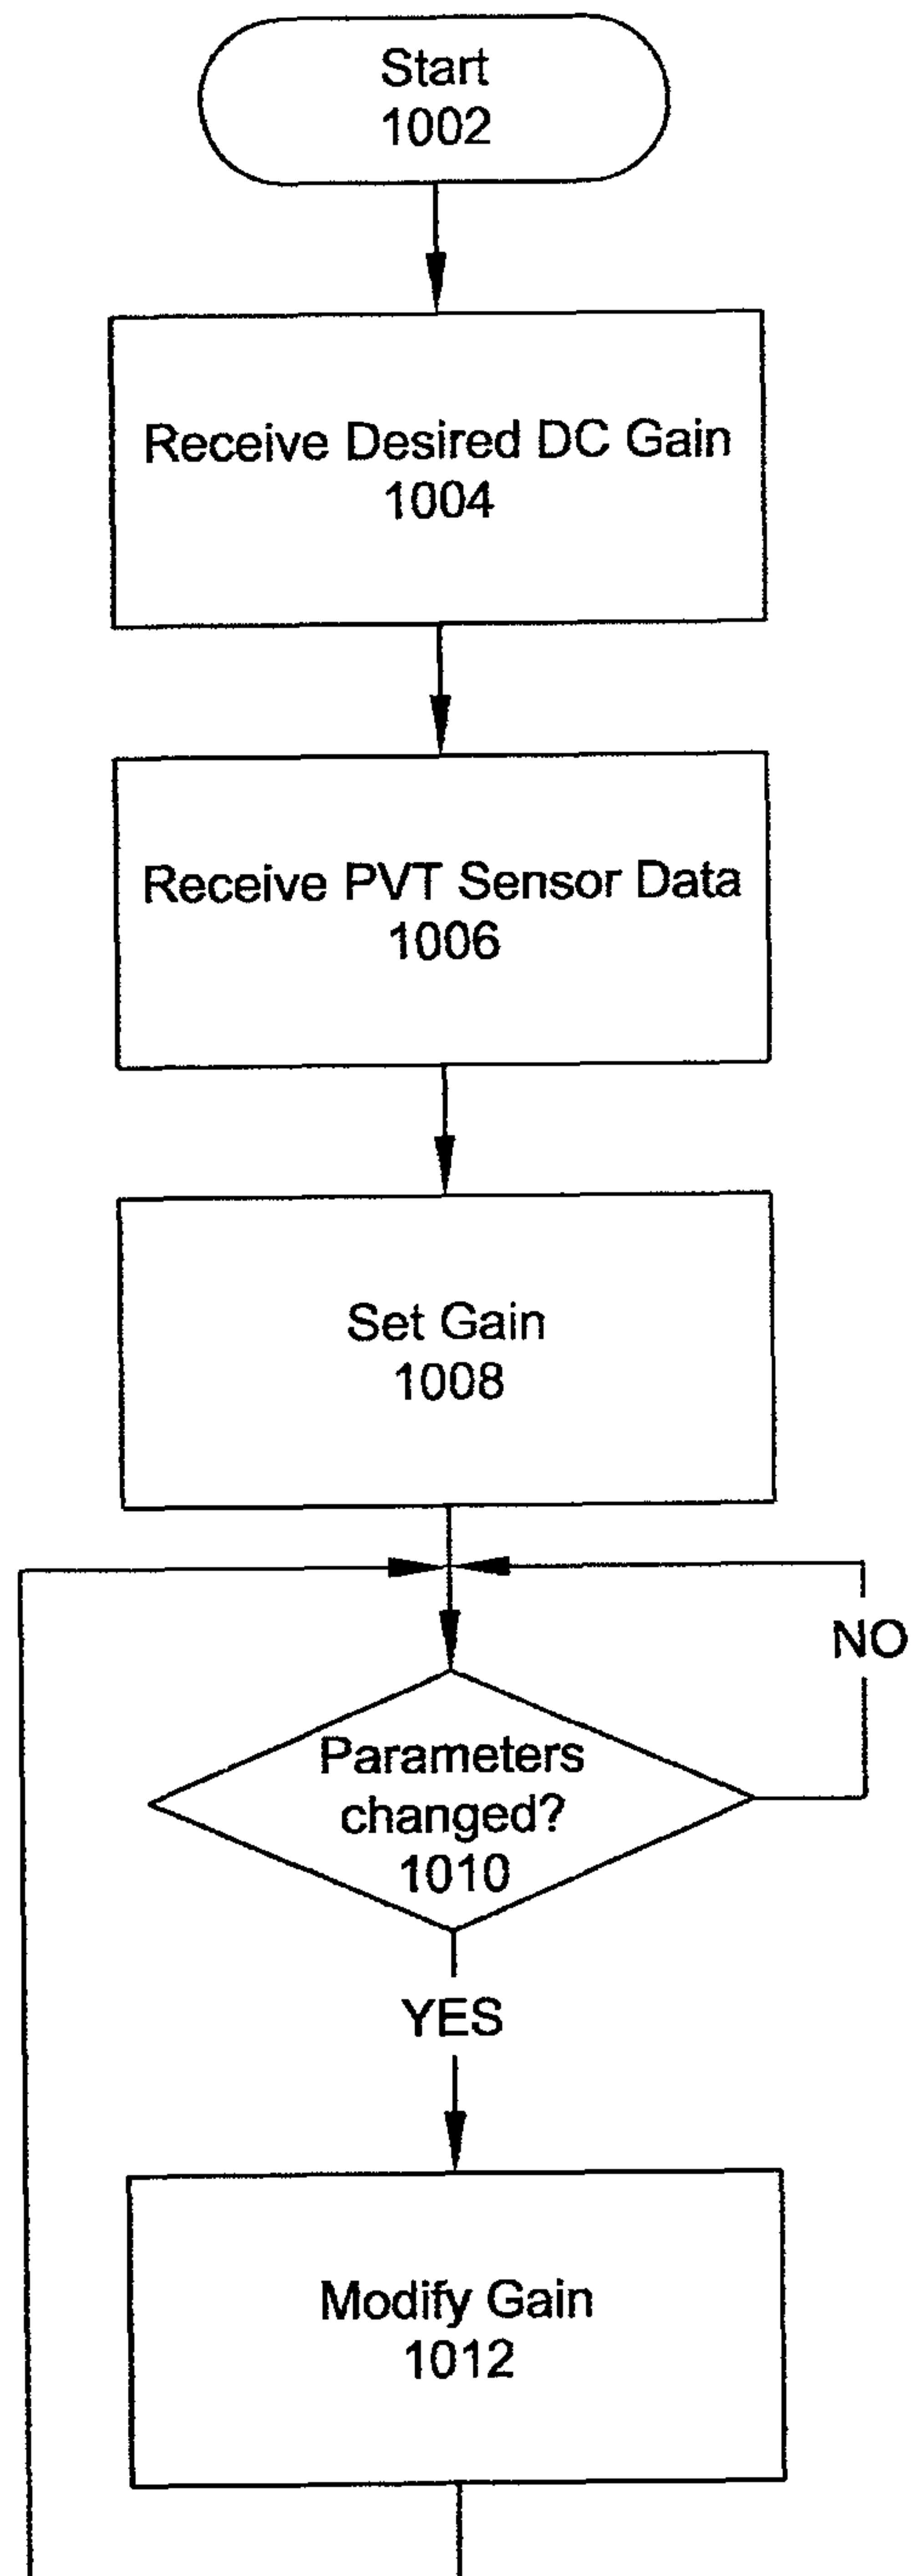 Start
1002
Receive Desired DC Gain
1004
Receive PVT Sensor Data
1006
Set Gain
1008
NO
Parameters
changed?
1010
YES
Modify Gain
1012